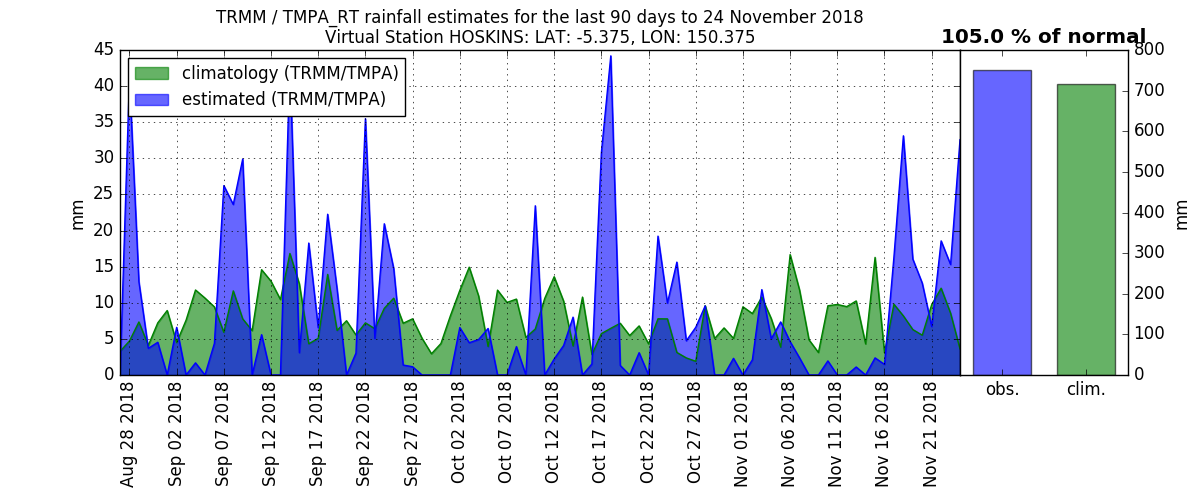 TRMM / TMPA_RT rainfall estimates for the last 90 days to 24 November 2018
Virtual Station HOSKINS: LAT: -5.375, LON: 150.375
105.0 % of normal
climatology (TRMM/TMPA)
estimated (TRMM/TMPA)
45
40
35
30
25
20
15
10
5
0
mm
Aug 28 2018
Sep 02 2018
Sep 07 2018
Sep 12 2018
Sep 17 2018
Sep 22 2018
Sep 27 2018
Oct 02 2018
Oct 07 2018
Oct 12 2018
Oct 17 2018
Oct 22 2018
Oct 27 2018
Nov 01 2018
Nov 06 2018
Nov 11 2018
Nov 16 2018
Nov 21 2018
obs.
clim.
800
700
600
500
400
300
200
100
0
mm